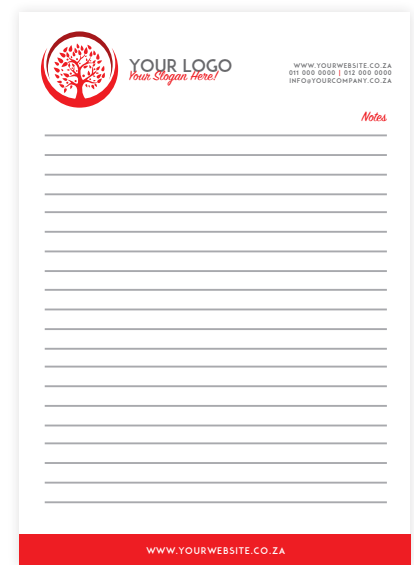 YOUR LOGO
Your Slogan Here!
WWW.YOURWEBSITE.CO.ZA
011 000 0000 | 012 000 0000
INFO@YOURCOMPANY.CO.ZA
Notes
WWW.YOURWEBSITE.CO.ZA